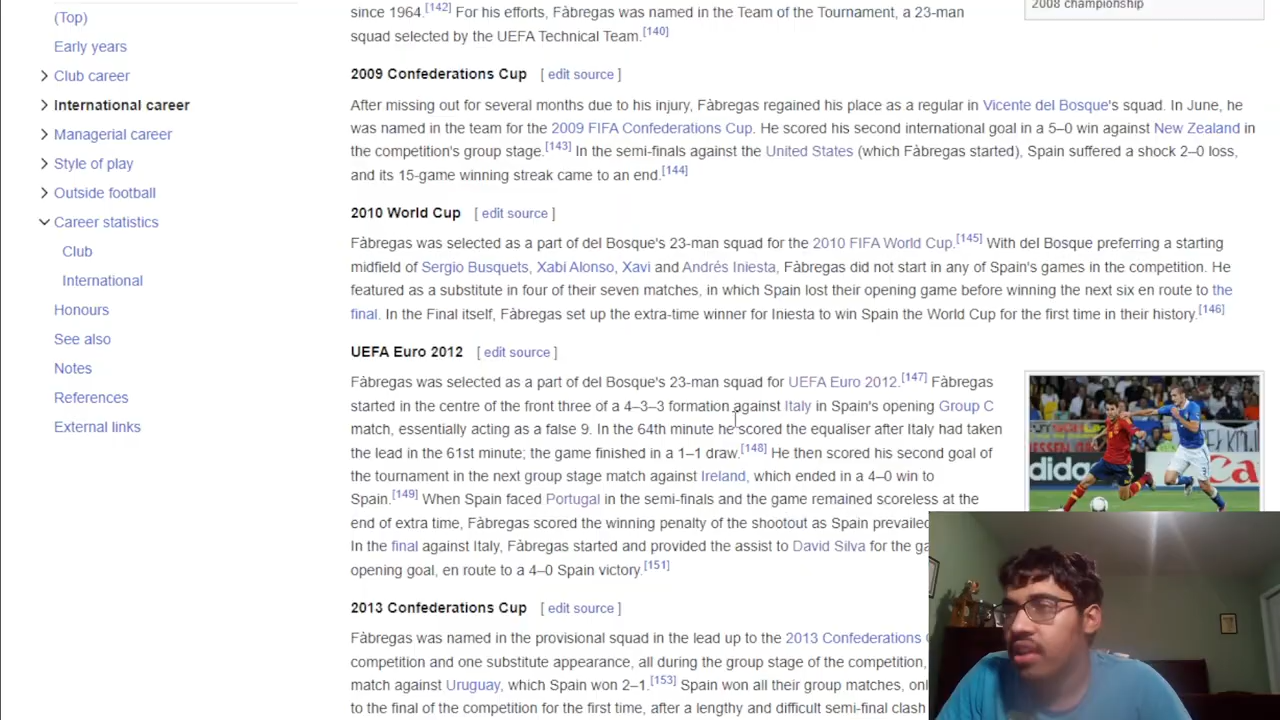 (Top)
Early years
Club career
International career
Managerial career
Style of play
Outside football
Career statistics
Club
International
Honours
See also
Notes
References
External links
since 1964.[142] For his efforts, Fàbregas was named in the Team of the Tournament, a 23-man
squad selected by the UEFA Technical Team.[140]
2008 championship
2009 Confederations Cup [ edit source ]
After missing out for several months due to his injury, Fàbregas regained his place as a regular in Vicente del Bosque's squad. In June, he
was named in the team for the 2009 FIFA Confederations Cup. He scored his second international goal in a 5–0 win against New Zealand in
the competition's group stage.[143] In the semi-finals against the United States (which Fàbregas started), Spain suffered a shock 2–0 loss,
and its 15-game winning streak came to an end.[144]
2010 World Cup [ edit source ]
Fàbregas was selected as a part of del Bosque's 23-man squad for the 2010 FIFA World Cup.[145] With del Bosque preferring a starting
midfield of Sergio Busquets, Xabi Alonso, Xavi and Andrés Iniesta, Fàbregas did not start in any of Spain's games in the competition. He
featured as a substitute in four of their seven matches, in which Spain lost their opening game before winning the next six en route to the
final. In the Final itself, Fàbregas set up the extra-time winner for Iniesta to win Spain the World Cup for the first time in their history.[146]
UEFA Euro 2012 [ edit source ]
Fàbregas was selected as a part of del Bosque's 23-man squad for UEFA Euro 2012.[147] Fàbregas
started in the centre of the front three of a 4–3–3 formation against Italy in Spain's opening Group C
match, essentially acting as a false 9. In the 64th minute he scored the equaliser after Italy had taken
the lead in the 61st minute; the game finished in a 1–1 draw.[148] He then scored his second goal of
the tournament in the next group stage match against Ireland, which ended in a 4–0 win to
Spain.[149] When Spain faced Portugal in the semi-finals and the game remained scoreless at the
end of extra time, Fàbregas scored the winning penalty of the shootout as Spain prevailed
In the final against Italy, Fàbregas started and provided the assist to David Silva for the ga
opening goal, en route to a 4–0 Spain victory.[151]
adidas
2013 Confederations Cup [ edit source ]
Fàbregas was named in the provisional squad in the lead up to the 2013 Confederations
competition and one substitute appearance, all during the group stage of the competition,
match against Uruguay, which Spain won 2–1.[153] Spain won all their group matches, onl
to the final of the competition for the first time, after a lengthy and difficult semi-final clash